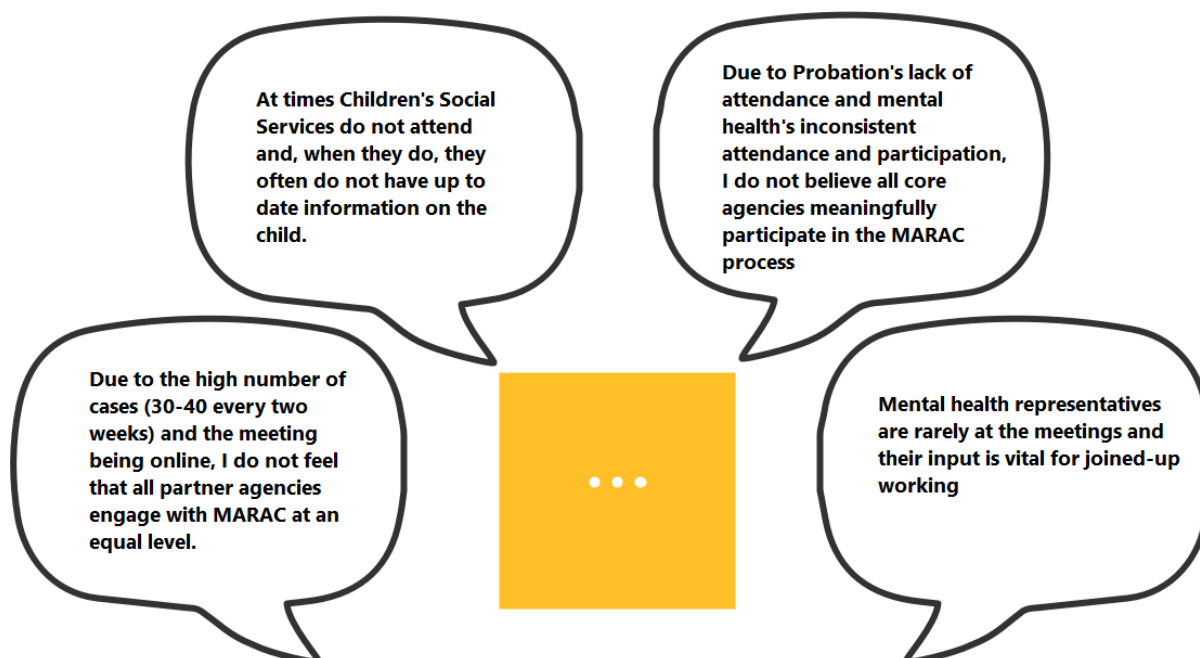 At times Children's Social
Services do not attend
and, when they do, they
often do not have up to
date information on the
child.
Due to Probation's lack of
attendance and mental
health's inconsistent
attendance and participation,
I do not believe all core
agencies meaningfully
participate in the MARAC
process
Due to the high number of
cases (30-40 every two
weeks) and the meeting
being online, I do not feel
that all partner agencies
engage with MARAC at an
equal level.
Mental health representatives
are rarely at the meetings and
their input is vital for joined-up
working